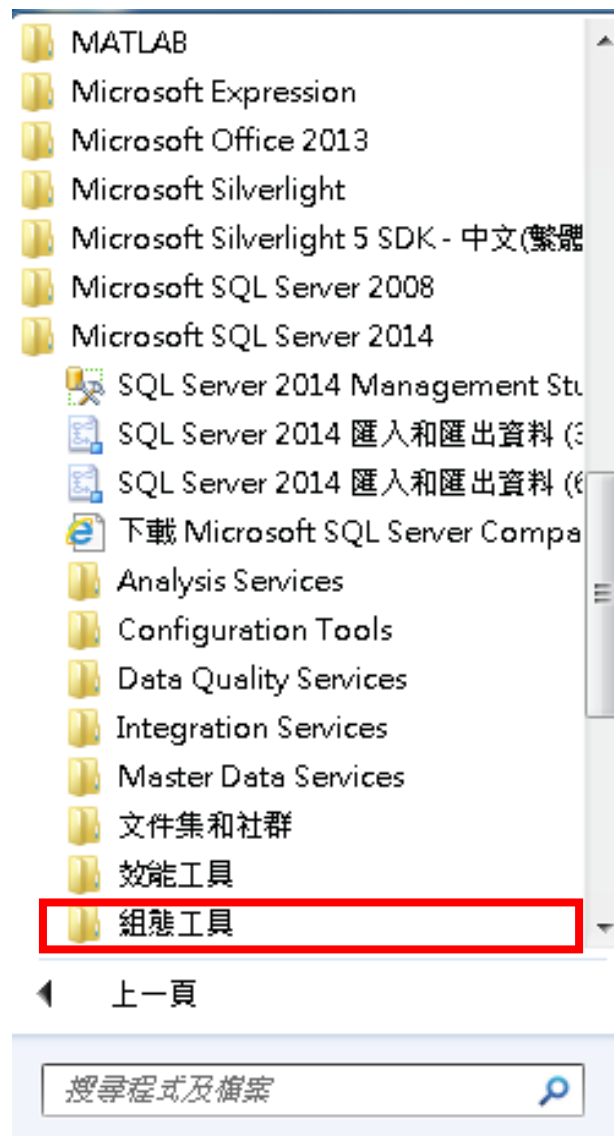 MATLAB
Microsoft Expression
Microsoft Office 2013
Microsoft Silverlight
Microsoft Silverlight 5 SDK - 中文(繁體
Microsoft SQL Server 2008
Microsoft SQL Server 2014
SQL Server 2014 Management Stu
SQL Server 2014 匯入和匯出資料 (3
SQL Server 2014 匯入和匯出資料 (6
下載 Microsoft SQL Server Compa
Analysis Services
Configuration Tools
Data Quality Services
Integration Services
Master Data Services
文件集和社群
效能工具
組態工具
上一頁
搜尋程式及檔案